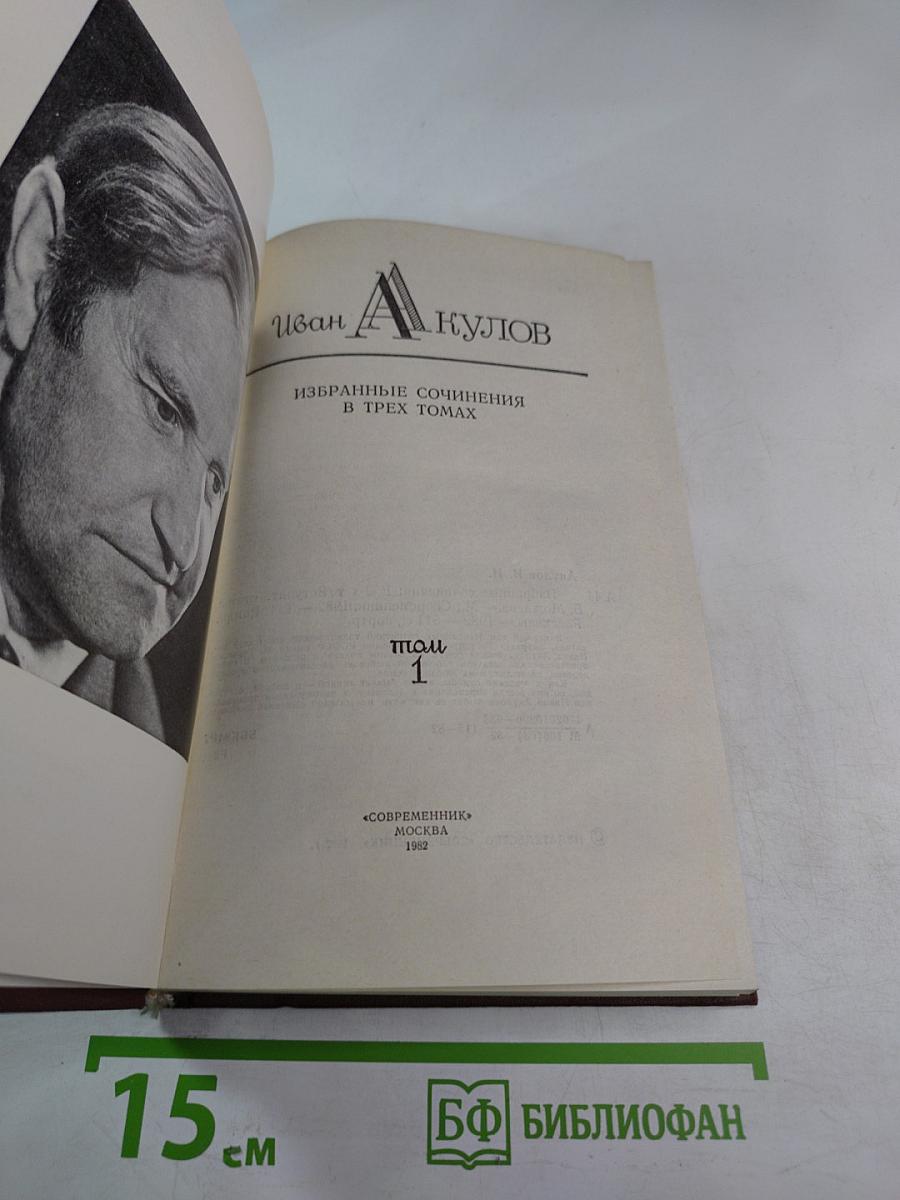 Иван Акулов
ИЗБРАННЫЕ СОЧИНЕНИЯ
В ТРЕХ ТОМАХ
том
1
«СОВРЕМЕННИК»
МОСКВА
1982
15 см
БФ БИБЛИОФАН